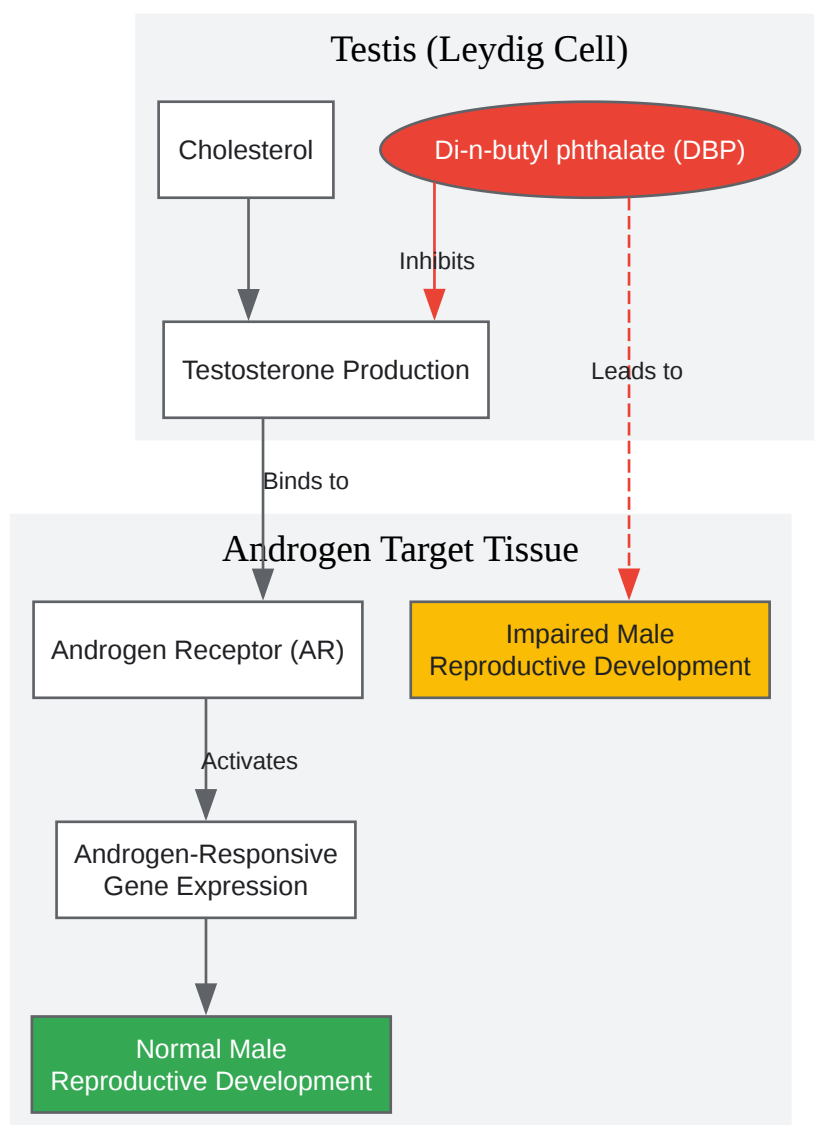 Testis (Leydig Cell)
Cholesterol
Di-n-butyl phthalate (DBP)
Inhibits
Testosterone Production
Leads to
Binds to
Androgen Target Tissue
Androgen Receptor (AR)
Impaired Male
Reproductive Development
Activates
Androgen-Responsive
Gene Expression
Normal Male
Reproductive Development